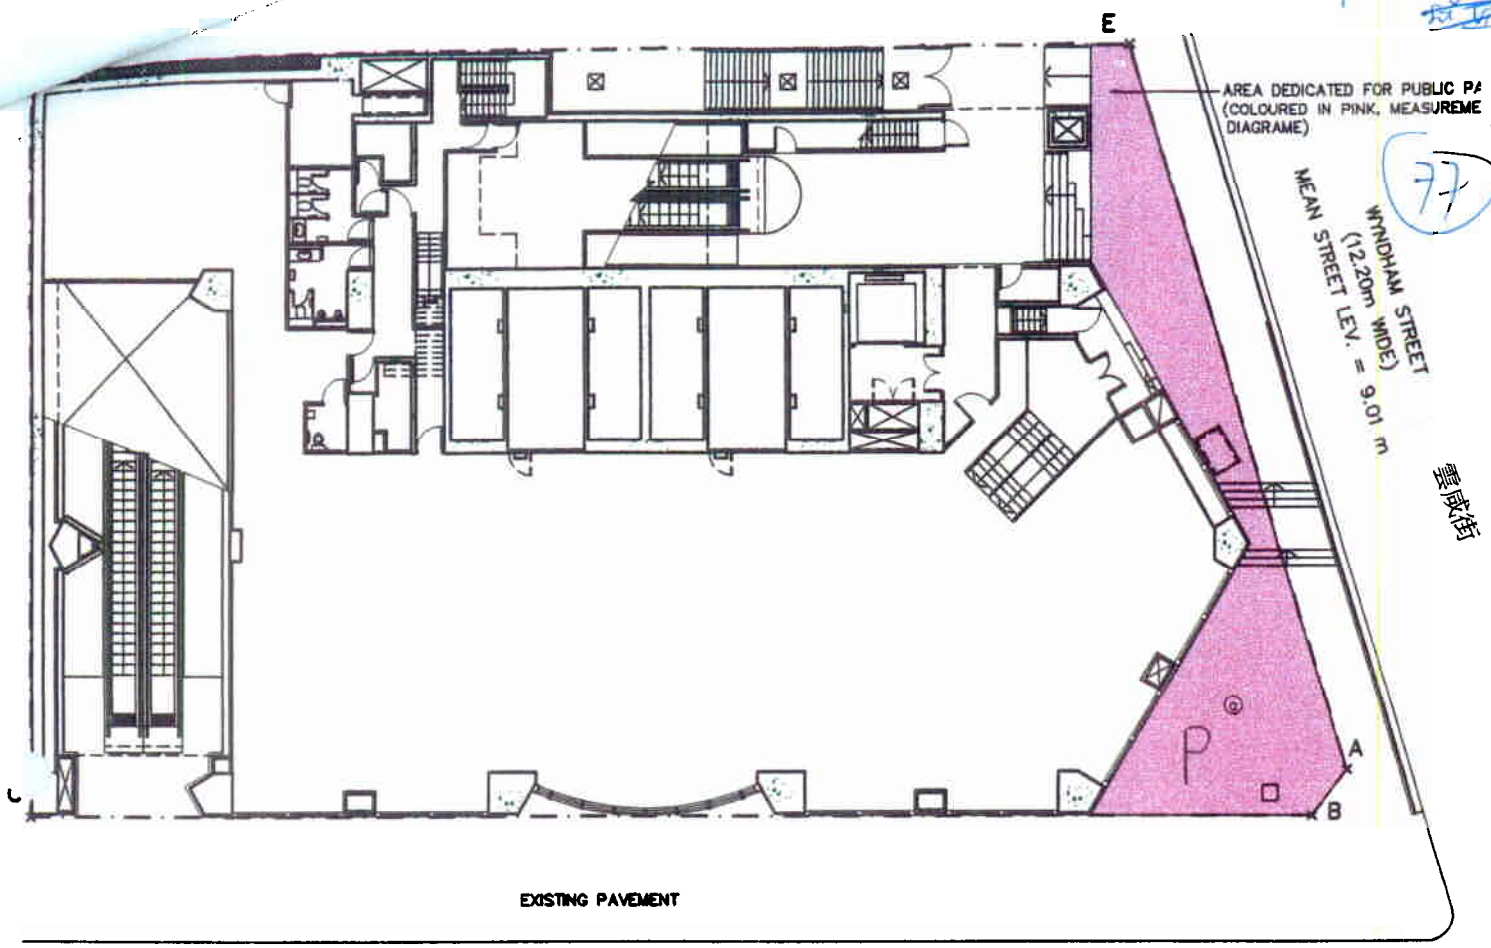 E
AREA DEDICATED FOR PUBLIC PA
(COLOURED IN PINK, MEASUREME
DIAGRAME)
77
WYNDHAM STREET
(12.20m WIDE)
MEAN STREET LEV. = 9.01 m
雲咸街
P
A
B
EXISTING PAVEMENT